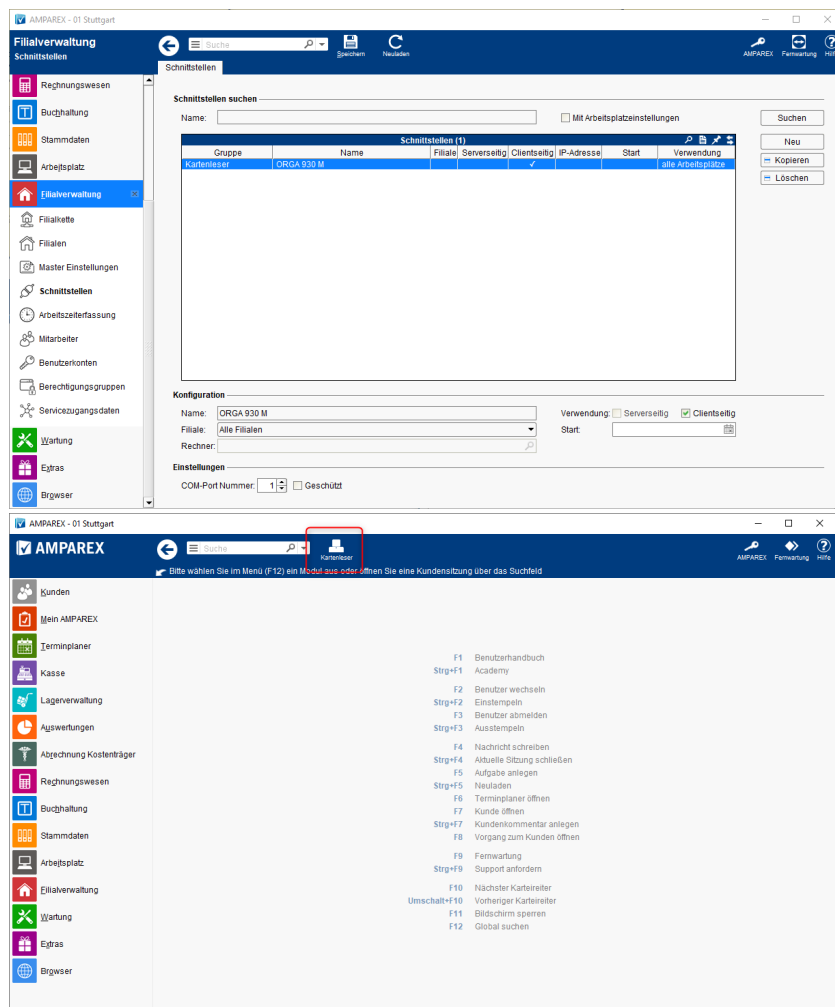 AMPAREX - 01 Stuttgart
Filialverwaltung
Schnittstellen
Suche
Speichern
Neuladen
AMPAREX
Fernwartung
Hilf
Schnittstellen
Rechnungswesen
Buchhaltung
Stammdaten
Arbeitsplatz
Filialverwaltung
Filialkette
Filialen
Master Einstellungen
Schnittstellen
Arbeitszeiterfassung
Mitarbeiter
Benutzerkonten
Berechtigungsgruppen
Servicezugangsdaten
Wartung
Extras
Browser
Schnittstellen suchen
Name:
Mit Arbeitsplatzeinstellungen
Suchen
Schnittstellen (1)
Neu
Gruppe Name Filiale Serverseitig Clientseitig IP-Adresse Start Verwendung
Kopieren
Kartenleser ORGA 930 M ✓ alle Arbeitsplätze
Löschen
Konfiguration
Name: ORGA 930 M Verwendung: Serverseitig Clientseitig
Filiale: Alle Filialen Start:
Rechner:
Einstellungen
COM-Port Nummer: 1 Geschützt
AMPAREX - 01 Stuttgart
AMPAREX
Suche
Kartenleser
AMPAREX
Fernwartung
Hilfe
Bitte wählen Sie im Menü (F12) ein Modul aus oder öffnen Sie eine Kundensitzung über das Suchfeld
Kunden
Mein AMPAREX
Terminplaner
Kasse
Lagerverwaltung
Auswertungen
Abrechnung Kostenträger
Rechnungswesen
Buchhaltung
Stammdaten
Arbeitsplatz
Filialverwaltung
Wartung
Extras
Browser
F1 Benutzerhandbuch
Strg+F1 Academy
F2 Benutzer wechseln
Strg+F2 Einstempeln
F3 Benutzer abmelden
Strg+F3 Ausstempeln
F4 Nachricht schreiben
Strg+F4 Aktuelle Sitzung schließen
F5 Aufgabe anlegen
Strg+F5 Neuladen
F6 Terminplaner öffnen
F7 Kunde öffnen
Strg+F7 Kundenkommentar anlegen
F8 Vorgang zum Kunden öffnen
F9 Fernwartung
Strg+F9 Support anfordern
F10 Nächster Karteireiter
Umschalt+F10 Vorheriger Karteireiter
F11 Bildschirm sperren
F12 Global suchen